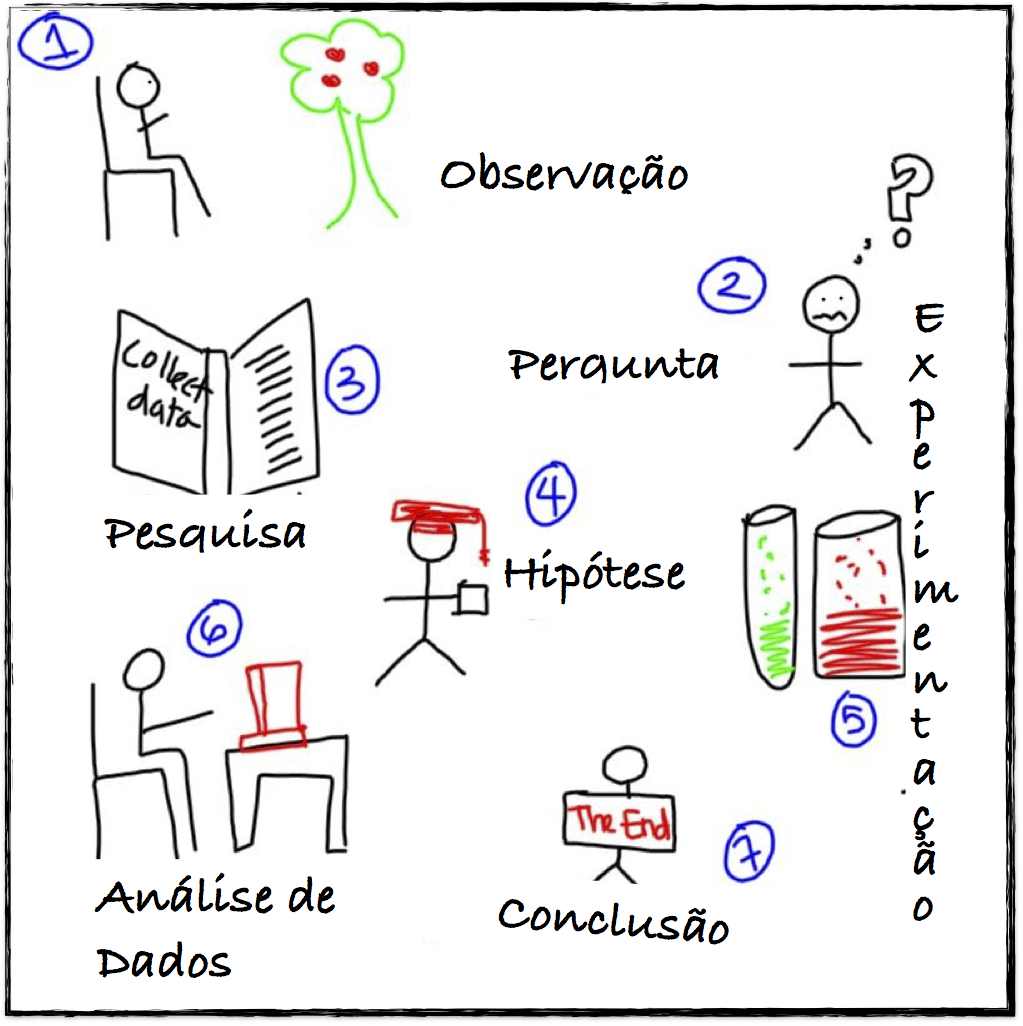 1
Observação
?
2
Pergunta
3
Collect
data
Pesquisa
4
Hipótese
5
Experimentação
6
Análise de
Dados
7
The End
Conclusão